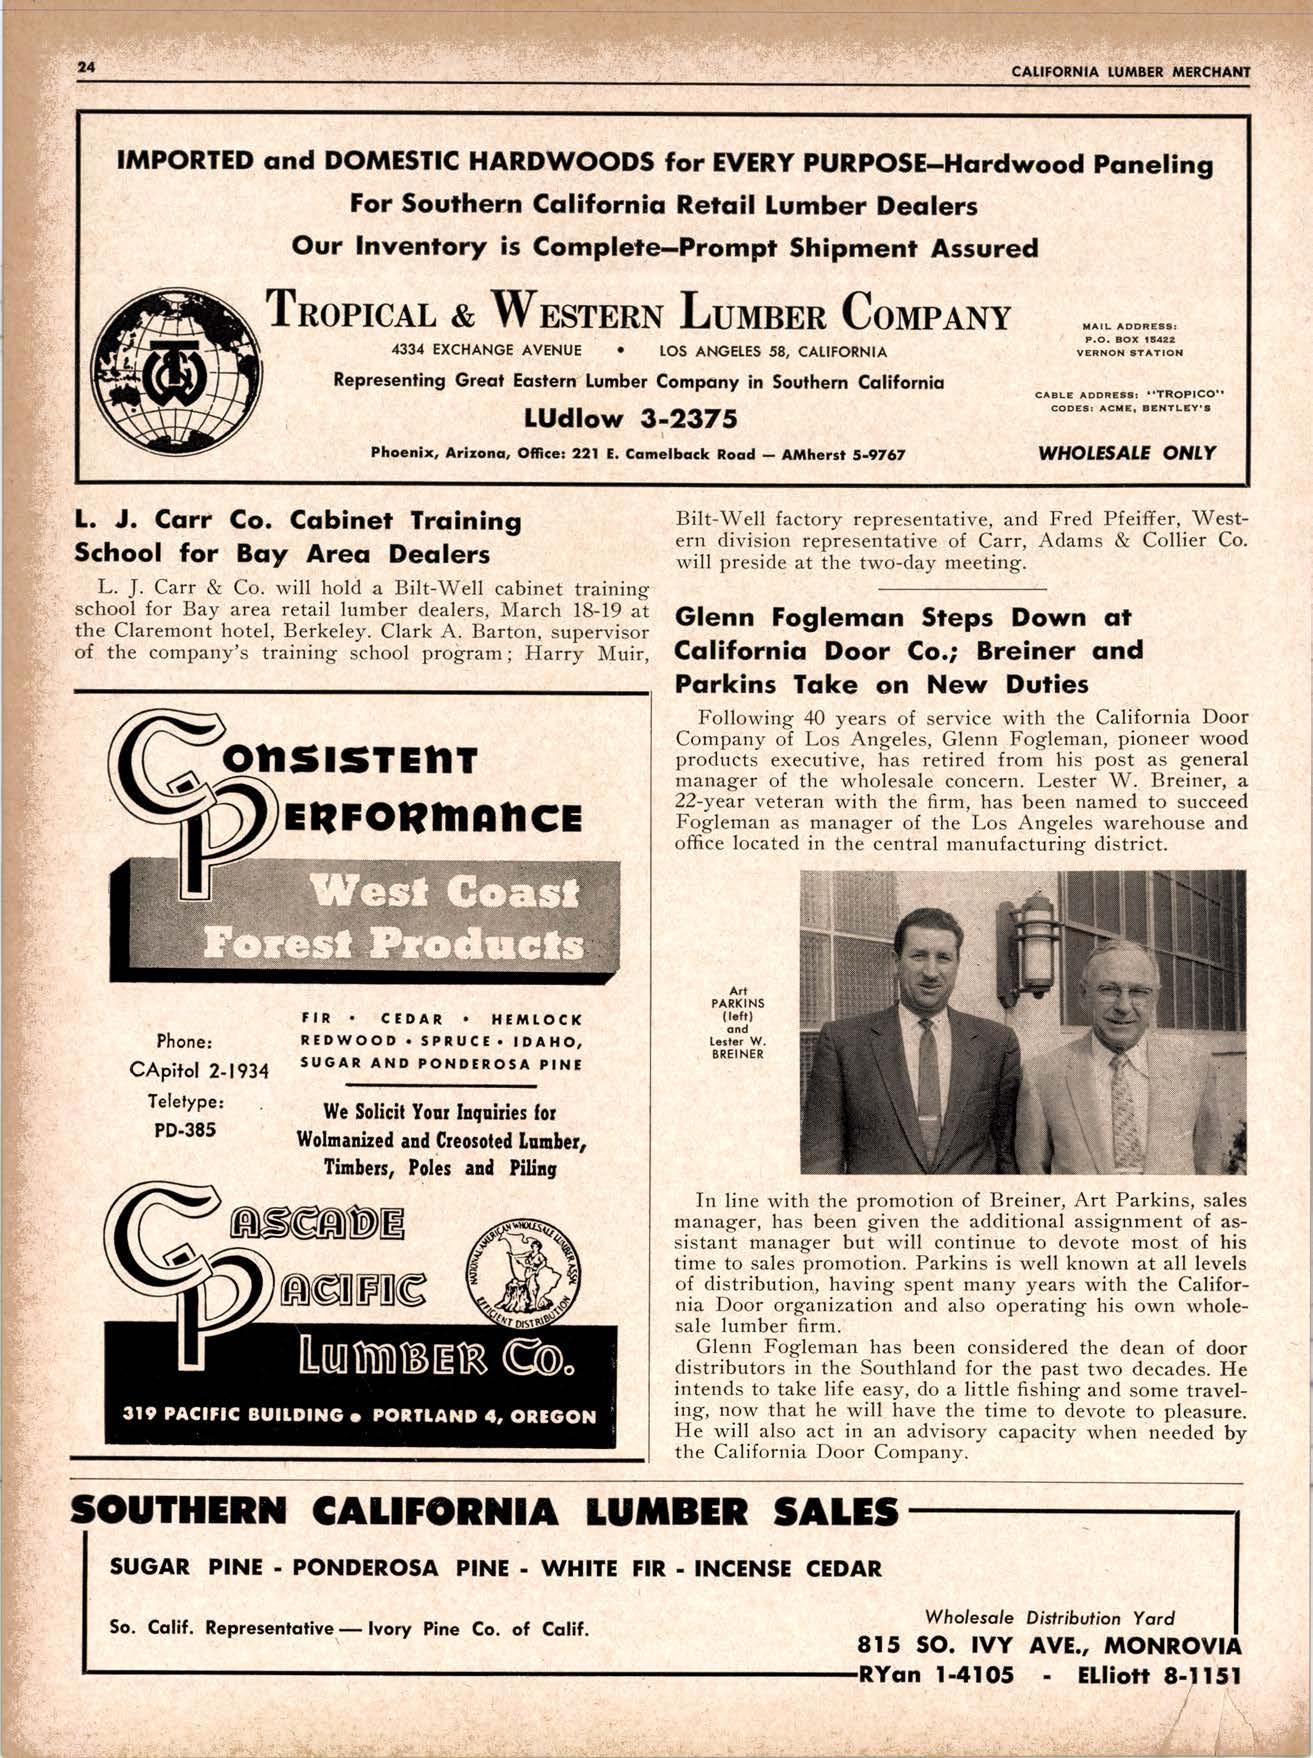 24
CALIFORNIA LUMBER MERCHANT
IMPORTED and DOMESTIC HARDWOODS for EVERY PURPOSE—Hardwood Paneling
For Southern California Retail Lumber Dealers
Our Inventory is Complete—Prompt Shipment Assured
TROPICAL & WESTERN LUMBER COMPANY
4334 EXCHANGE AVENUE • LOS ANGELES 58, CALIFORNIA
Representing Great Eastern Lumber Company in Southern California
LUdlow 3-2375
Phoenix, Arizona, Office: 221 E. Camelback Road — AMherst 5-9767
MAIL ADDRESS:
P.O. BOX 15422
VERNON STATION
CABLE ADDRESS: "TROPICO"
CODES: ACME, BENTLEY'S
WHOLESALE ONLY
L. J. Carr Co. Cabinet Training
School for Bay Area Dealers
L. J. Carr & Co. will hold a Bilt-Well cabinet training
school for Bay area retail lumber dealers, March 18-19 at
the Claremont hotel, Berkeley. Clark A. Barton, supervisor
of the company's training school program; Harry Muir,
Bilt-Well factory representative, and Fred Pfeiffer, West-
ern division representative of Carr, Adams & Collier Co.
will preside at the two-day meeting.
CONSISTENT
PERFORMANCE
West Coast
Forest Products
Phone:
CApitol 2-1934
Teletype:
PD-385
FIR • CEDAR • HEMLOCK
REDWOOD • SPRUCE • IDAHO,
SUGAR AND PONDEROSA PINE
We Solicit Your Inquiries for
Wolmanized and Creosoted Lumber,
Timbers, Poles and Piling
CASCADE
PACIFIC
LUMBER CO.
NATIONAL-AMERICAN WHOLESALE LUMBER ASSN.
EFFICIENT DISTRIBUTION
319 PACIFIC BUILDING • PORTLAND 4, OREGON
Glenn Fogleman Steps Down at
California Door Co.; Breiner and
Parkins Take on New Duties
Following 40 years of service with the California Door
Company of Los Angeles, Glenn Fogleman, pioneer wood
products executive, has retired from his post as general
manager of the wholesale concern. Lester W. Breiner, a
22-year veteran with the firm, has been named to succeed
Fogleman as manager of the Los Angeles warehouse and
office located in the central manufacturing district.
Art
PARKINS
(left)
and
Lester W.
BREINER
In line with the promotion of Breiner, Art Parkins, sales
manager, has been given the additional assignment of as-
sistant manager but will continue to devote most of his
time to sales promotion. Parkins is well known at all levels
of distribution, having spent many years with the Califor-
nia Door organization and also operating his own whole-
sale lumber firm.
Glenn Fogleman has been considered the dean of door
distributors in the Southland for the past two decades. He
intends to take life easy, do a little fishing and some travel-
ing, now that he will have the time to devote to pleasure.
He will also act in an advisory capacity when needed by
the California Door Company.
SOUTHERN CALIFORNIA LUMBER SALES
SUGAR PINE - PONDEROSA PINE - WHITE FIR - INCENSE CEDAR
So. Calif. Representative — Ivory Pine Co. of Calif.
Wholesale Distribution Yard
815 SO. IVY AVE., MONROVIA
RYan 1-4105 - ELliott 8-1151